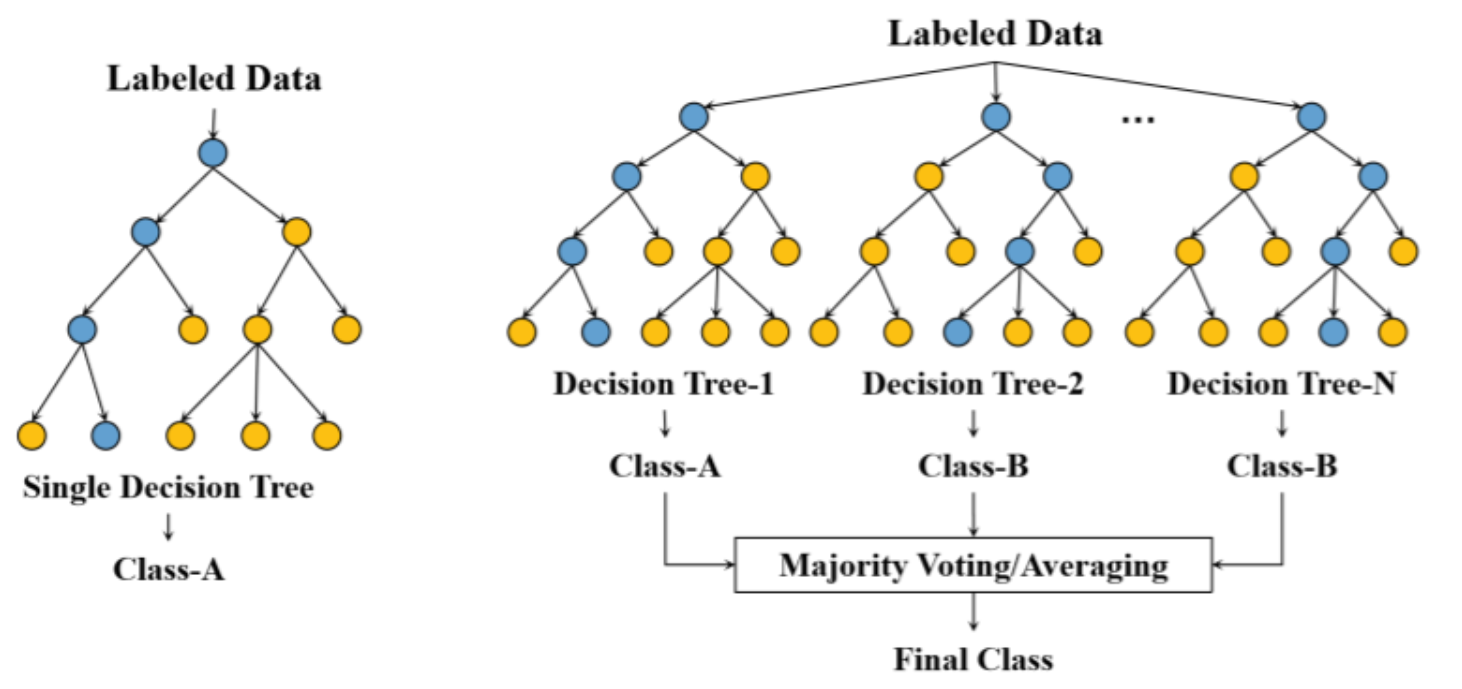 Labeled Data
Single Decision Tree
Class-A
Labeled Data
...
Decision Tree-1
Decision Tree-2
Decision Tree-N
Class-A
Class-B
Class-B
Majority Voting/Averaging
Final Class